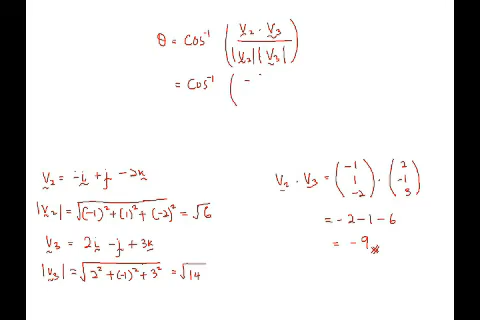 θ = cos⁻¹ ( v₂ · v₃ / |v₂| |v₃| )
= cos⁻¹ ( -
v₂ = -i + j - 2k
|v₂| = √((-1)² + (1)² + (-2)²) = √6
v₃ = 2i - j + 3k
|v₃| = √(2² + (-1)² + 3²) = √14
v₂ · v₃ = (-1 1 -2) · (2 -1 3)
= -2 - 1 - 6
= -9